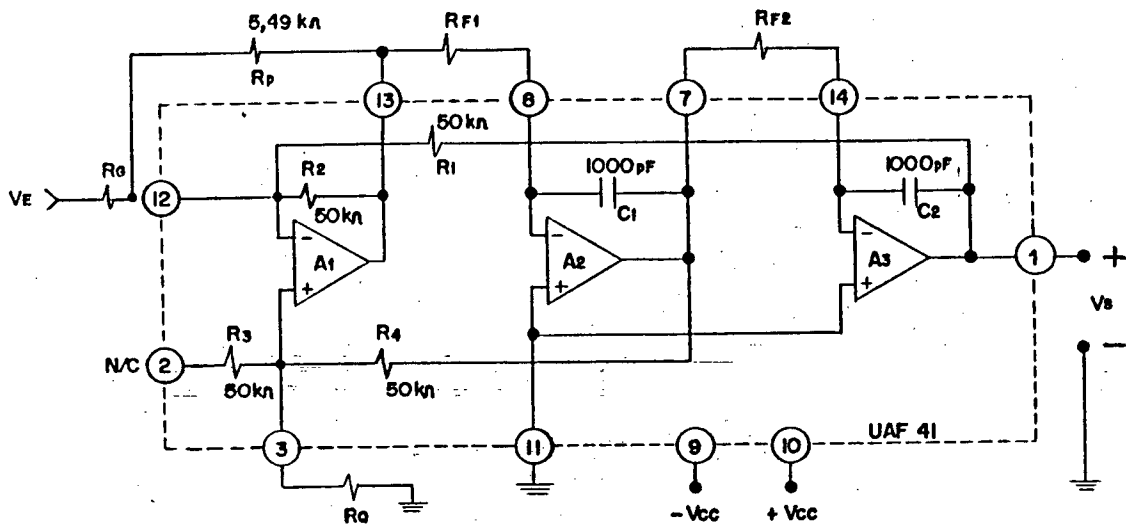 5,49 kΩ
RF1
RF2
Rp
13
8
7
14
50kΩ
R1
1000pF
1000pF
VE
RG
12
R2
50kΩ
C1
C2
-
A1
+
-
A2
+
-
A3
+
1
+
VS
-
R3
R4
N/C
2
50kΩ
50kΩ
3
11
9
10
UAF 41
RQ
-VCC
+VCC